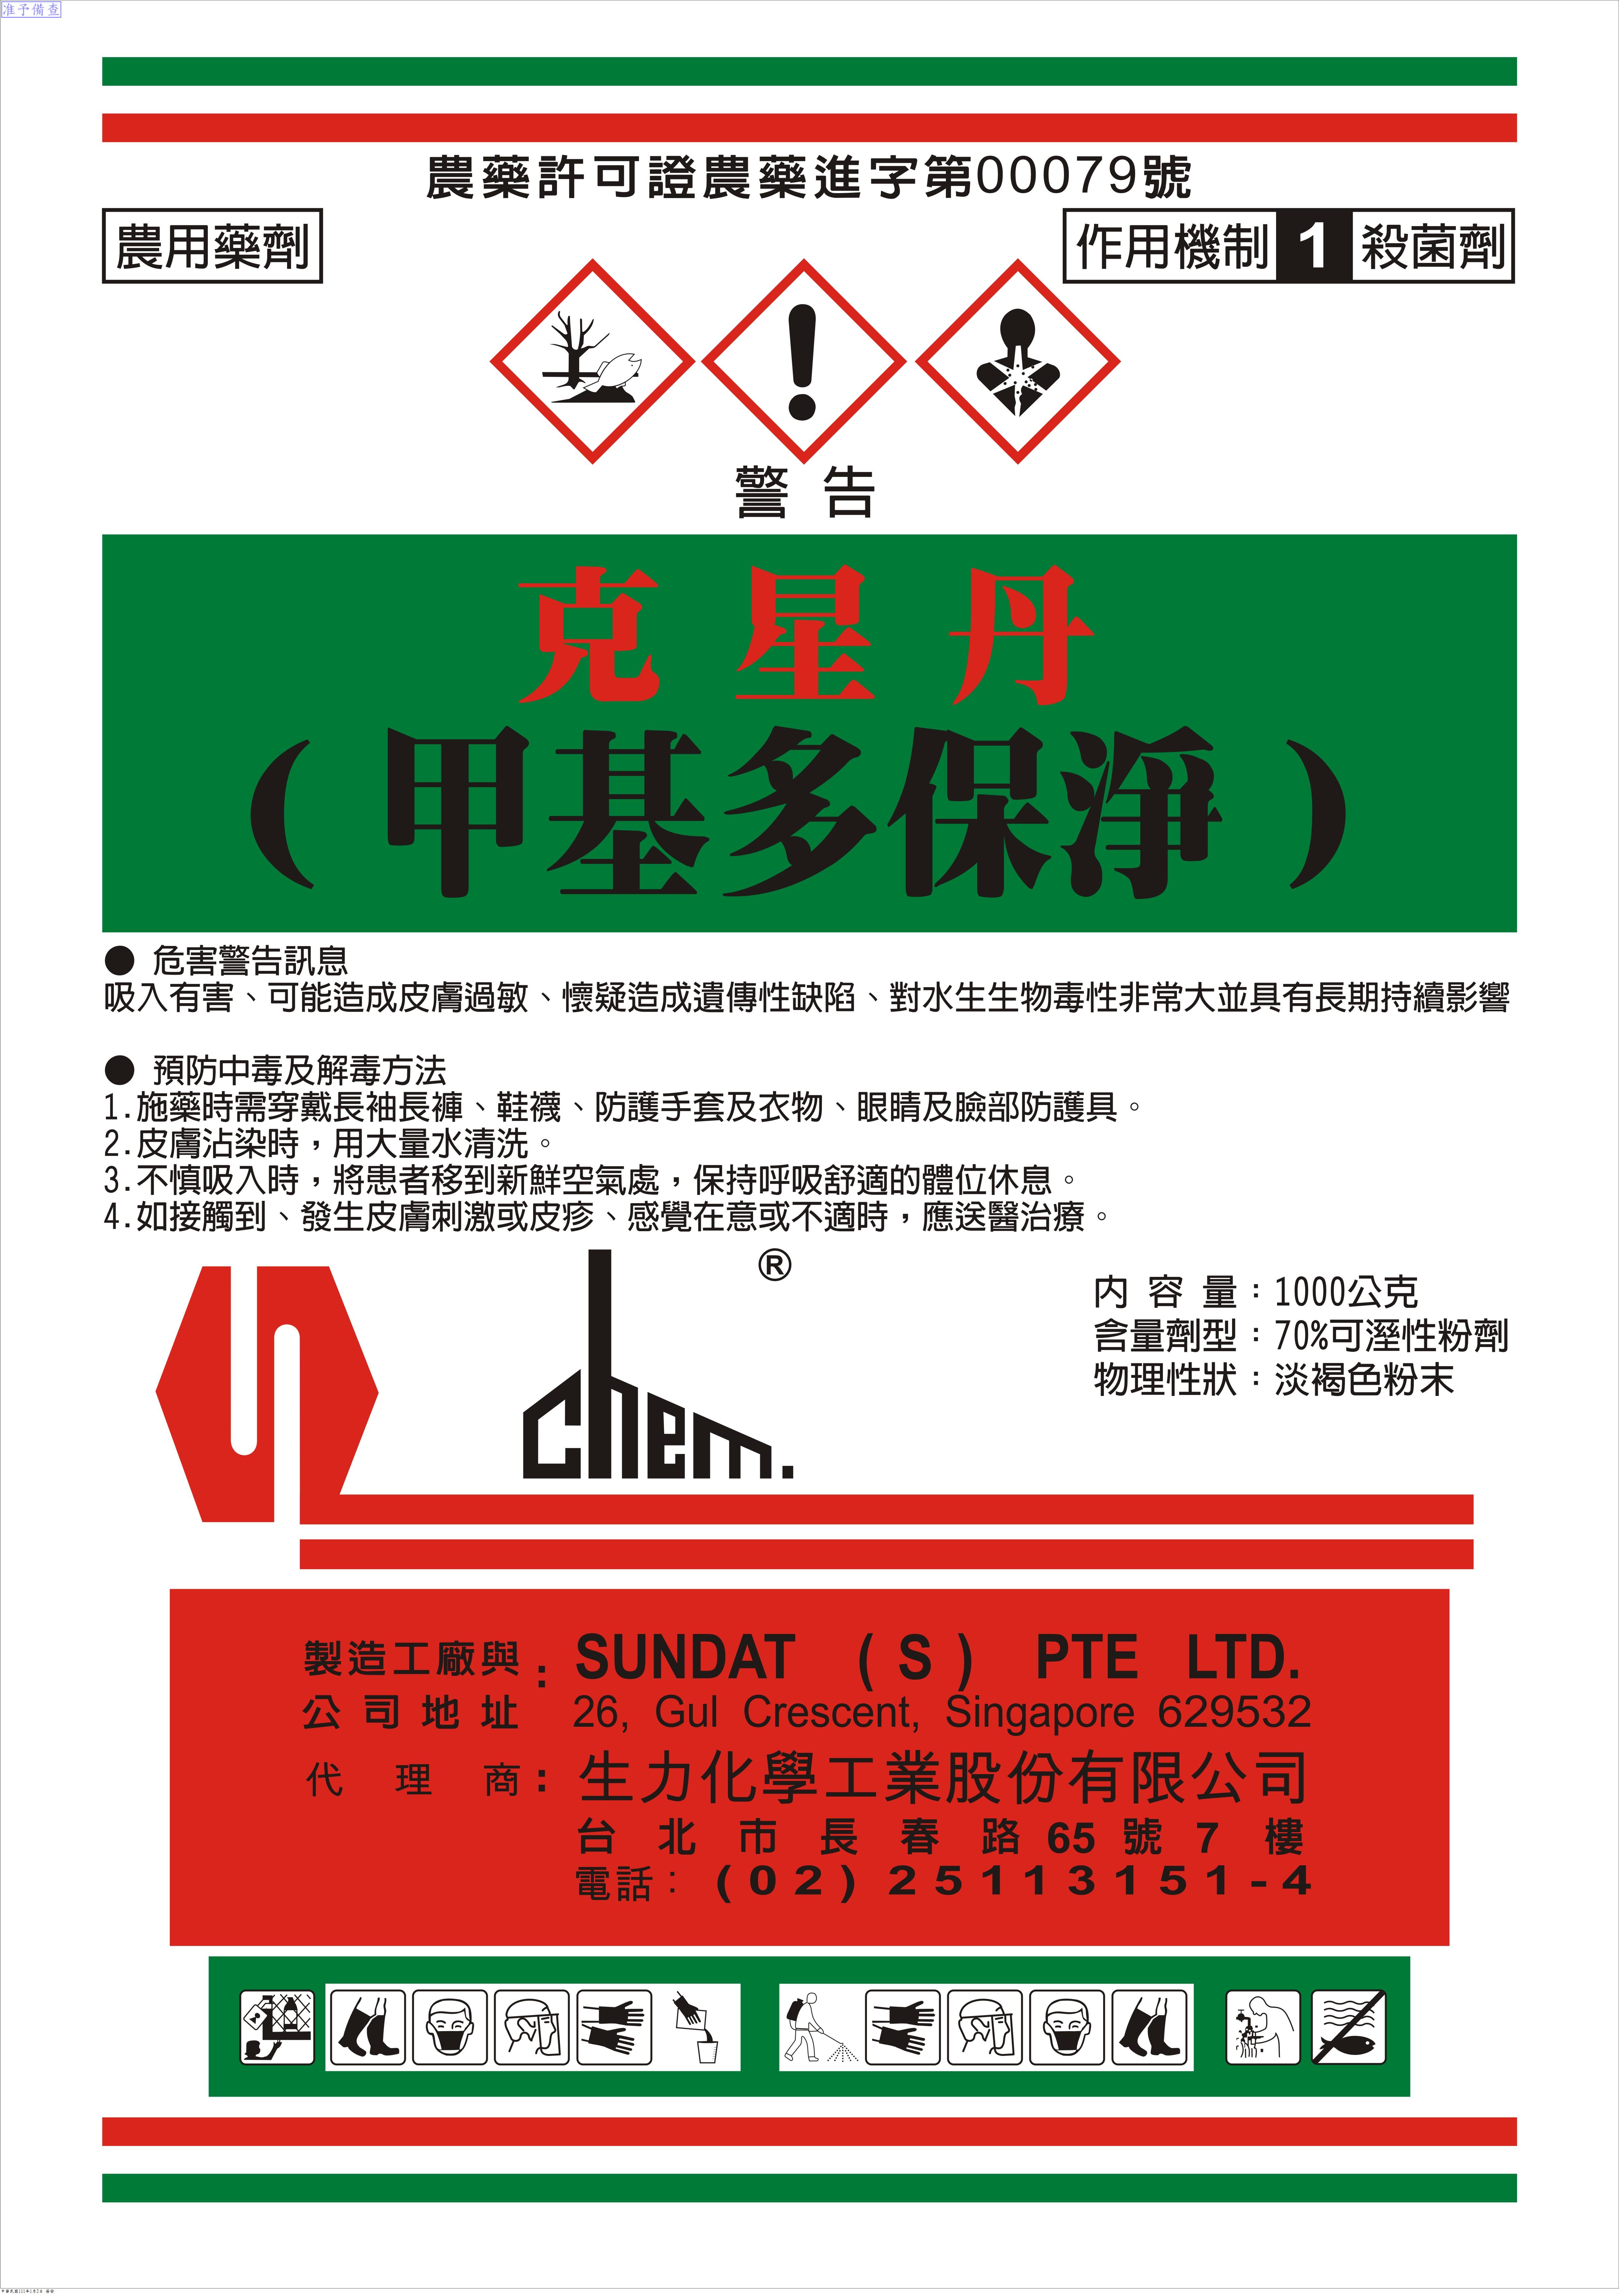 准予備查
農藥許可證農藥進字第00079號
農用藥劑
作用機制 1 殺菌劑
警告
克星丹
（甲基多保淨）
● 危害警告訊息
吸入有害、可能造成皮膚過敏、懷疑造成遺傳性缺陷、對水生生物毒性非常大並具有長期持續影響
● 預防中毒及解毒方法
1.施藥時需穿戴長袖長褲、鞋襪、防護手套及衣物、眼睛及臉部防護具。
2.皮膚沾染時，用大量水清洗。
3.不慎吸入時，將患者移到新鮮空氣處，保持呼吸舒適的體位休息。
4.如接觸到、發生皮膚刺激或皮疹、感覺在意或不適時，應送醫治療。
chem. ®
內容量：1000公克
含量劑型：70%可溼性粉劑
物理性狀：淡褐色粉末
製造工廠與公司地址： SUNDAT (S) PTE LTD.
26, Gul Crescent, Singapore 629532
代理商： 生力化學工業股份有限公司
台北市長春路65號7樓
電話：(02)25113151-4